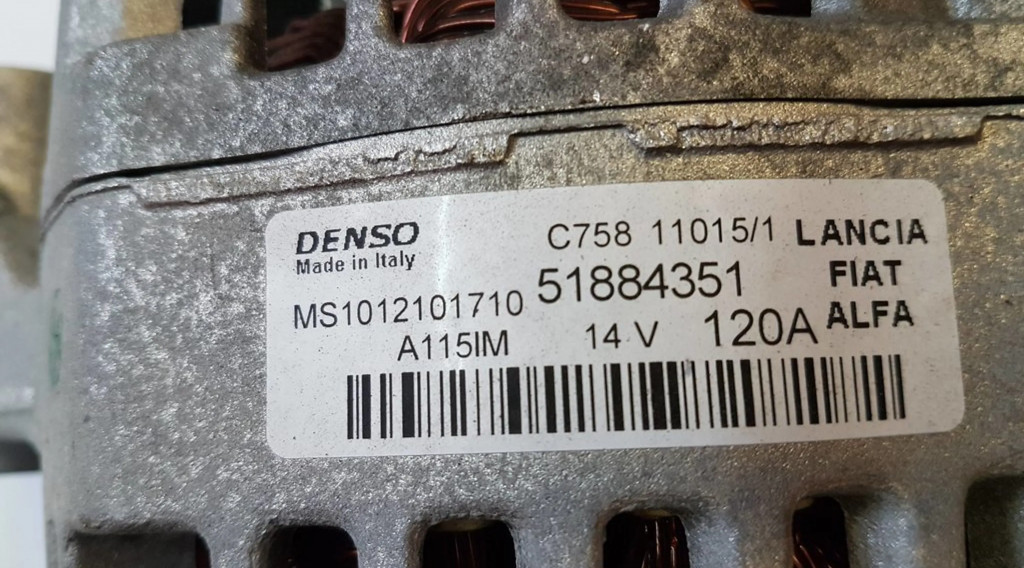 DENSO
Made in Italy
C758 11015/1
LANCIA
FIAT
ALFA
MS1012101710
51884351
A115IM
14 V
120A